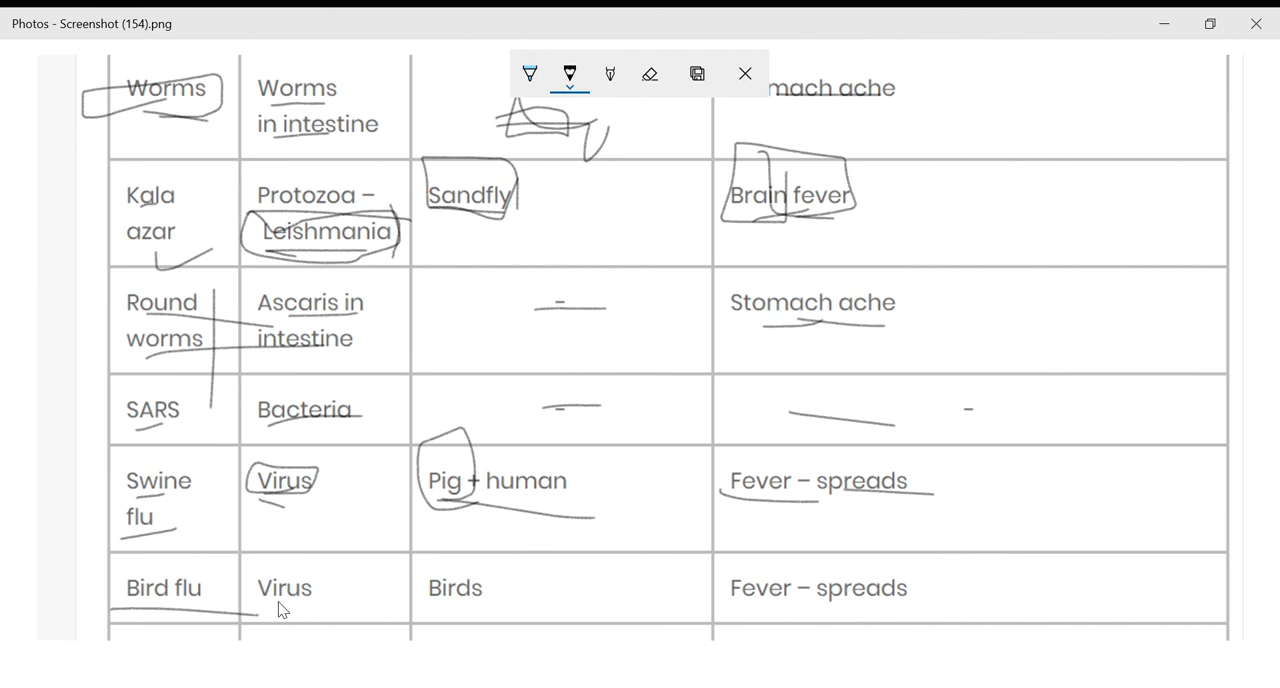 Photos - Screenshot (154).png
Worms
Worms
in intestine
mach ache
Kala
azar
Protozoa –
Leishmania
Sandfly
Brain fever
Round
worms
Ascaris in
intestine
-
Stomach ache
SARS
Bacteria
-
-
Swine
flu
Virus
Pig + human
Fever – spreads
Bird flu
Virus
Birds
Fever – spreads